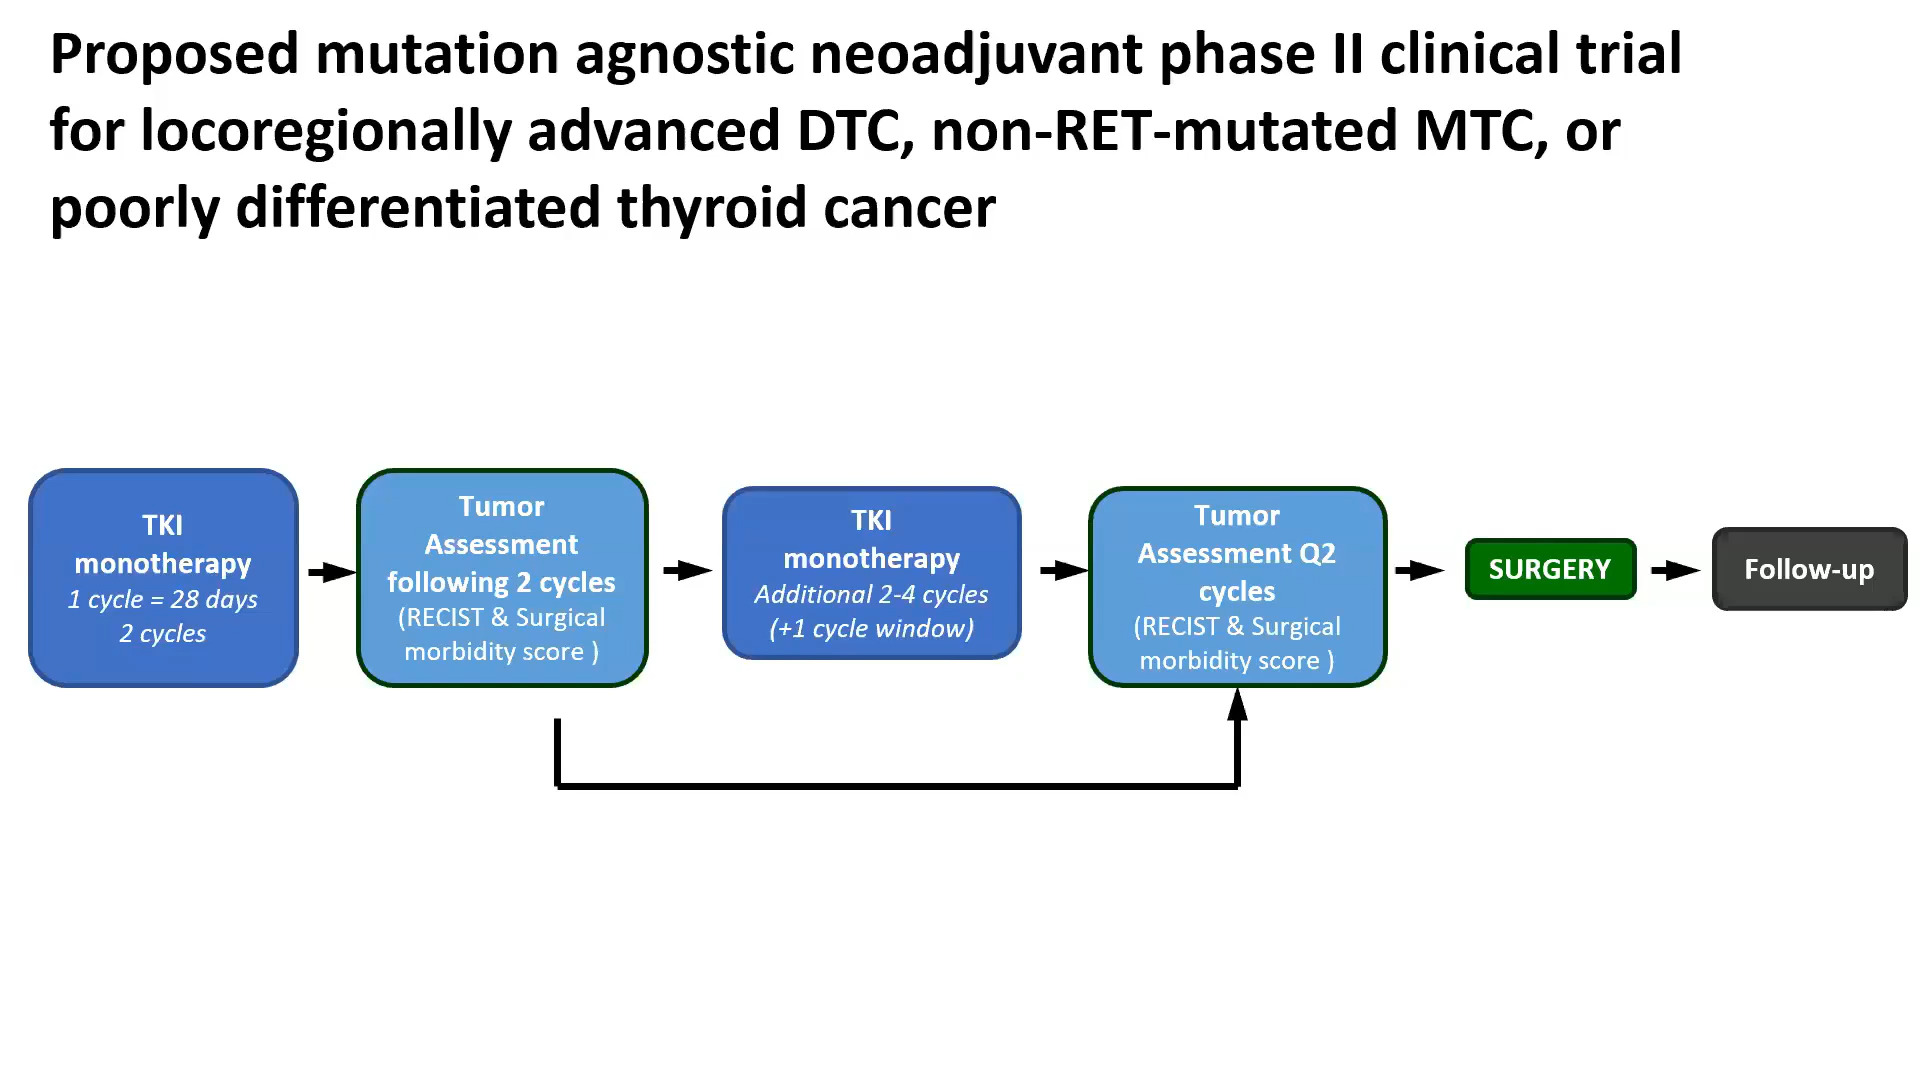 Proposed mutation agnostic neoadjuvant phase II clinical trial
for locoregionally advanced DTC, non-RET-mutated MTC, or
poorly differentiated thyroid cancer
TKI
monotherapy
1 cycle = 28 days
2 cycles
Tumor
Assessment
following 2 cycles
(RECIST & Surgical
morbidity score )
TKI
monotherapy
Additional 2-4 cycles
(+1 cycle window)
Tumor
Assessment Q2
cycles
(RECIST & Surgical
morbidity score )
SURGERY
Follow-up